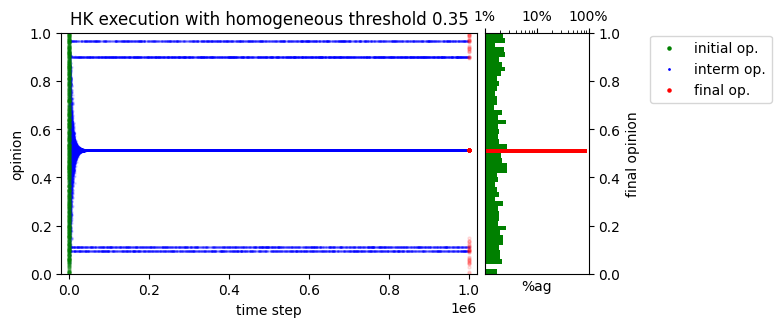 HK execution with homogeneous threshold 0.35
1% 10% 100%
initial op.
interm op.
final op.
1.0 1.0
0.8 0.8
0.6 0.6
0.4 0.4
0.2 0.2
0.0 0.0
opinion
final opinion
0.0 0.2 0.4 0.6 0.8 1.0
1e6
time step
%ag